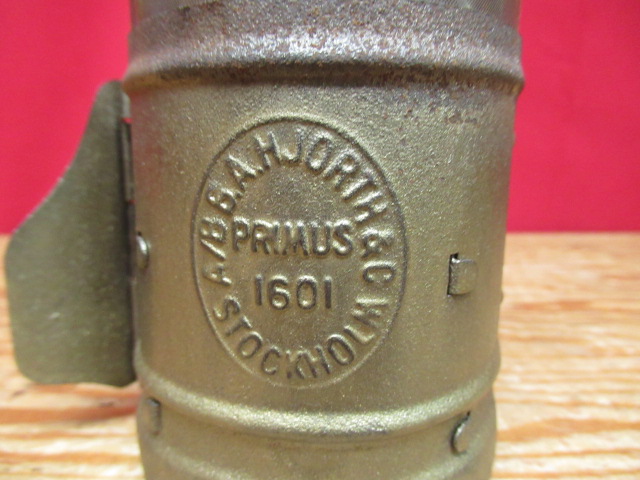 A/B B.A.HJORTH & Co
PRIMUS
1601
STOCKHOLM